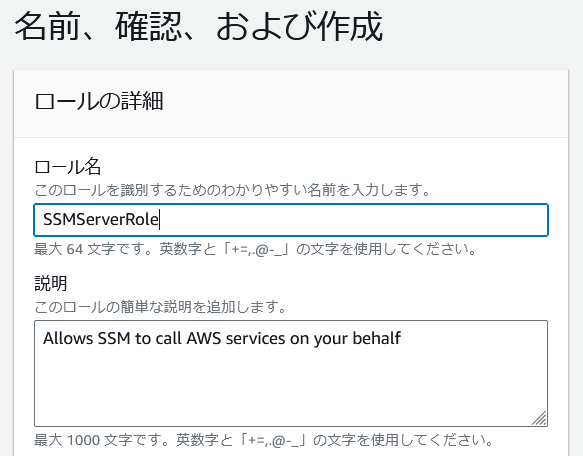 名前、確認、および作成
ロールの詳細
ロール名
このロールを識別するためのわかりやすい名前を入力します。
SSMServerRole
最大 64 文字です。英数字と「+=,.@-_」の文字を使用してください。
説明
このロールの簡単な説明を追加します。
Allows SSM to call AWS services on your behalf
最大 1000 文字です。英数字と「+=,.@-_」の文字を使用してください。